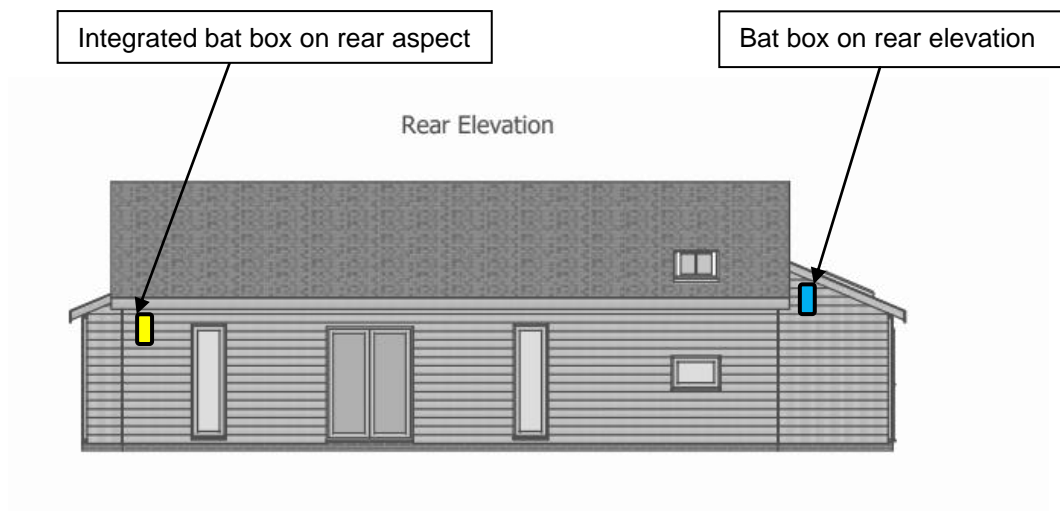 Integrated bat box on rear aspect
Bat box on rear elevation
Rear Elevation